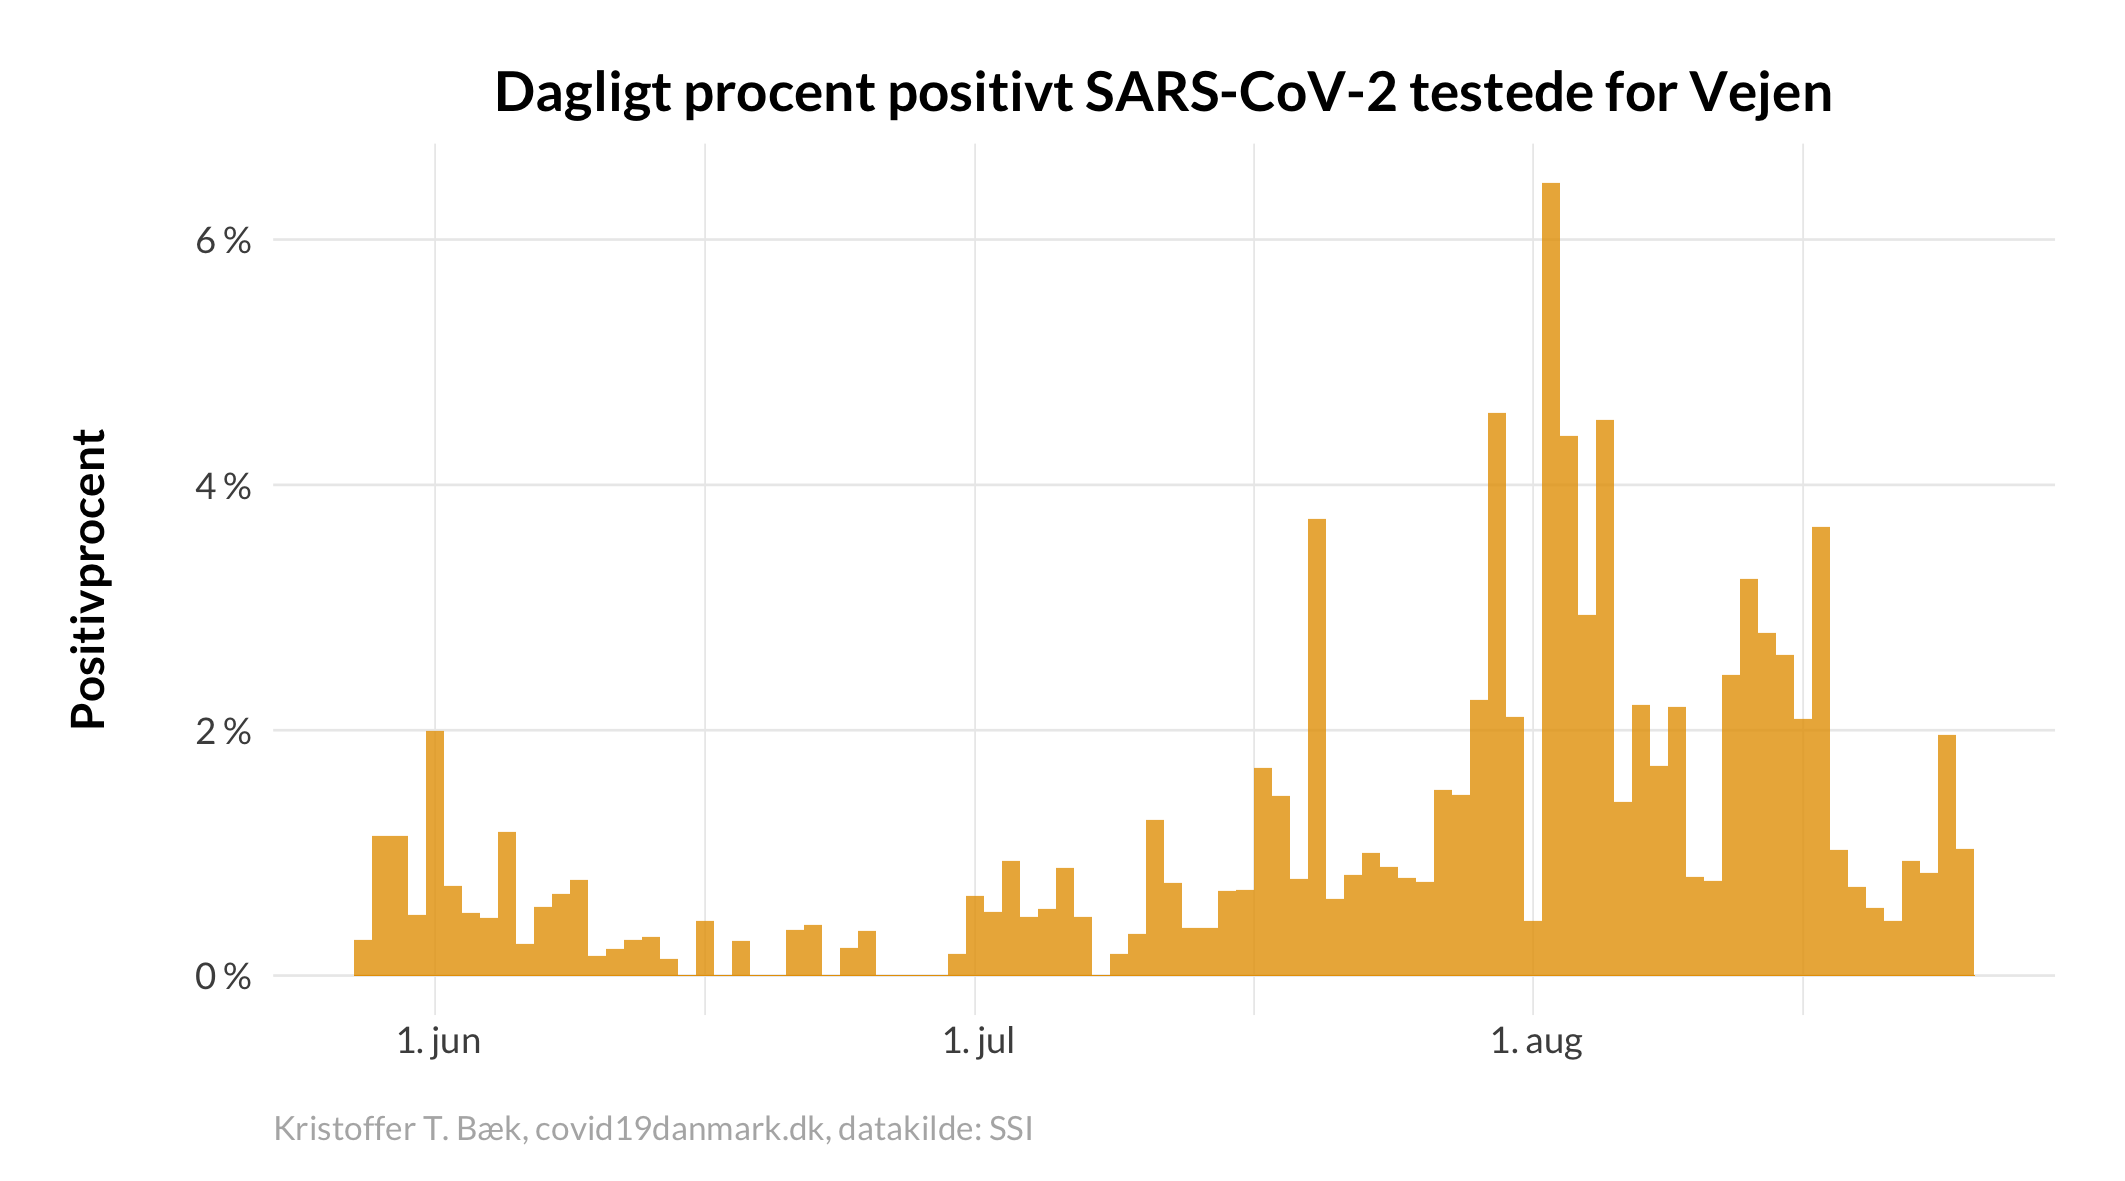 Dagligt procent positivt SARS-CoV-2 testede for Vejen
Positivprocent
6 %
4 %
2 %
0 %
1. jun
1. jul
1. aug
Kristoffer T. Bæk, covid19danmark.dk, datakilde: SSI